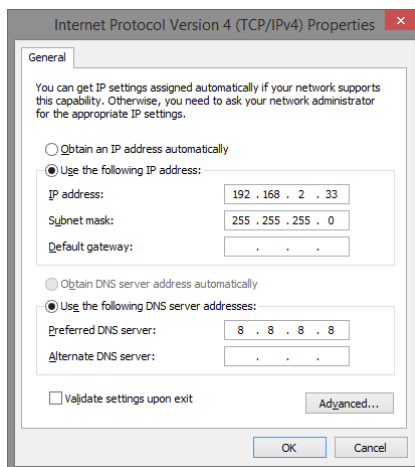 Internet Protocol Version 4 (TCP/IPv4) Properties
General
You can get IP settings assigned automatically if your network supports
this capability. Otherwise, you need to ask your network administrator
for the appropriate IP settings.
Obtain an IP address automatically
Use the following IP address:
IP address: 192 . 168 . 2 . 33
Subnet mask: 255 . 255 . 255 . 0
Default gateway: . . .
Obtain DNS server address automatically
Use the following DNS server addresses:
Preferred DNS server: 8 . 8 . 8 . 8
Alternate DNS server: . . .
Validate settings upon exit
Advanced...
OK Cancel